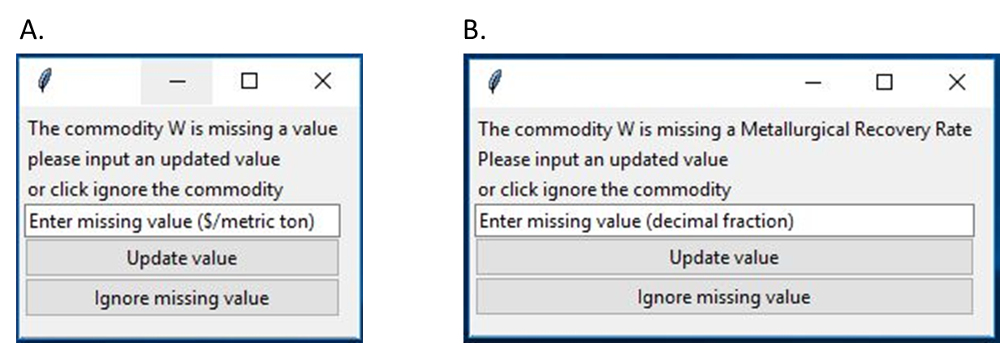 A.
The commodity W is missing a value
please input an updated value
or click ignore the commodity
Enter missing value ($/metric ton)
Update value
Ignore missing value
B.
The commodity W is missing a Metallurgical Recovery Rate
Please input an updated value
or click ignore the commodity
Enter missing value (decimal fraction)
Update value
Ignore missing value